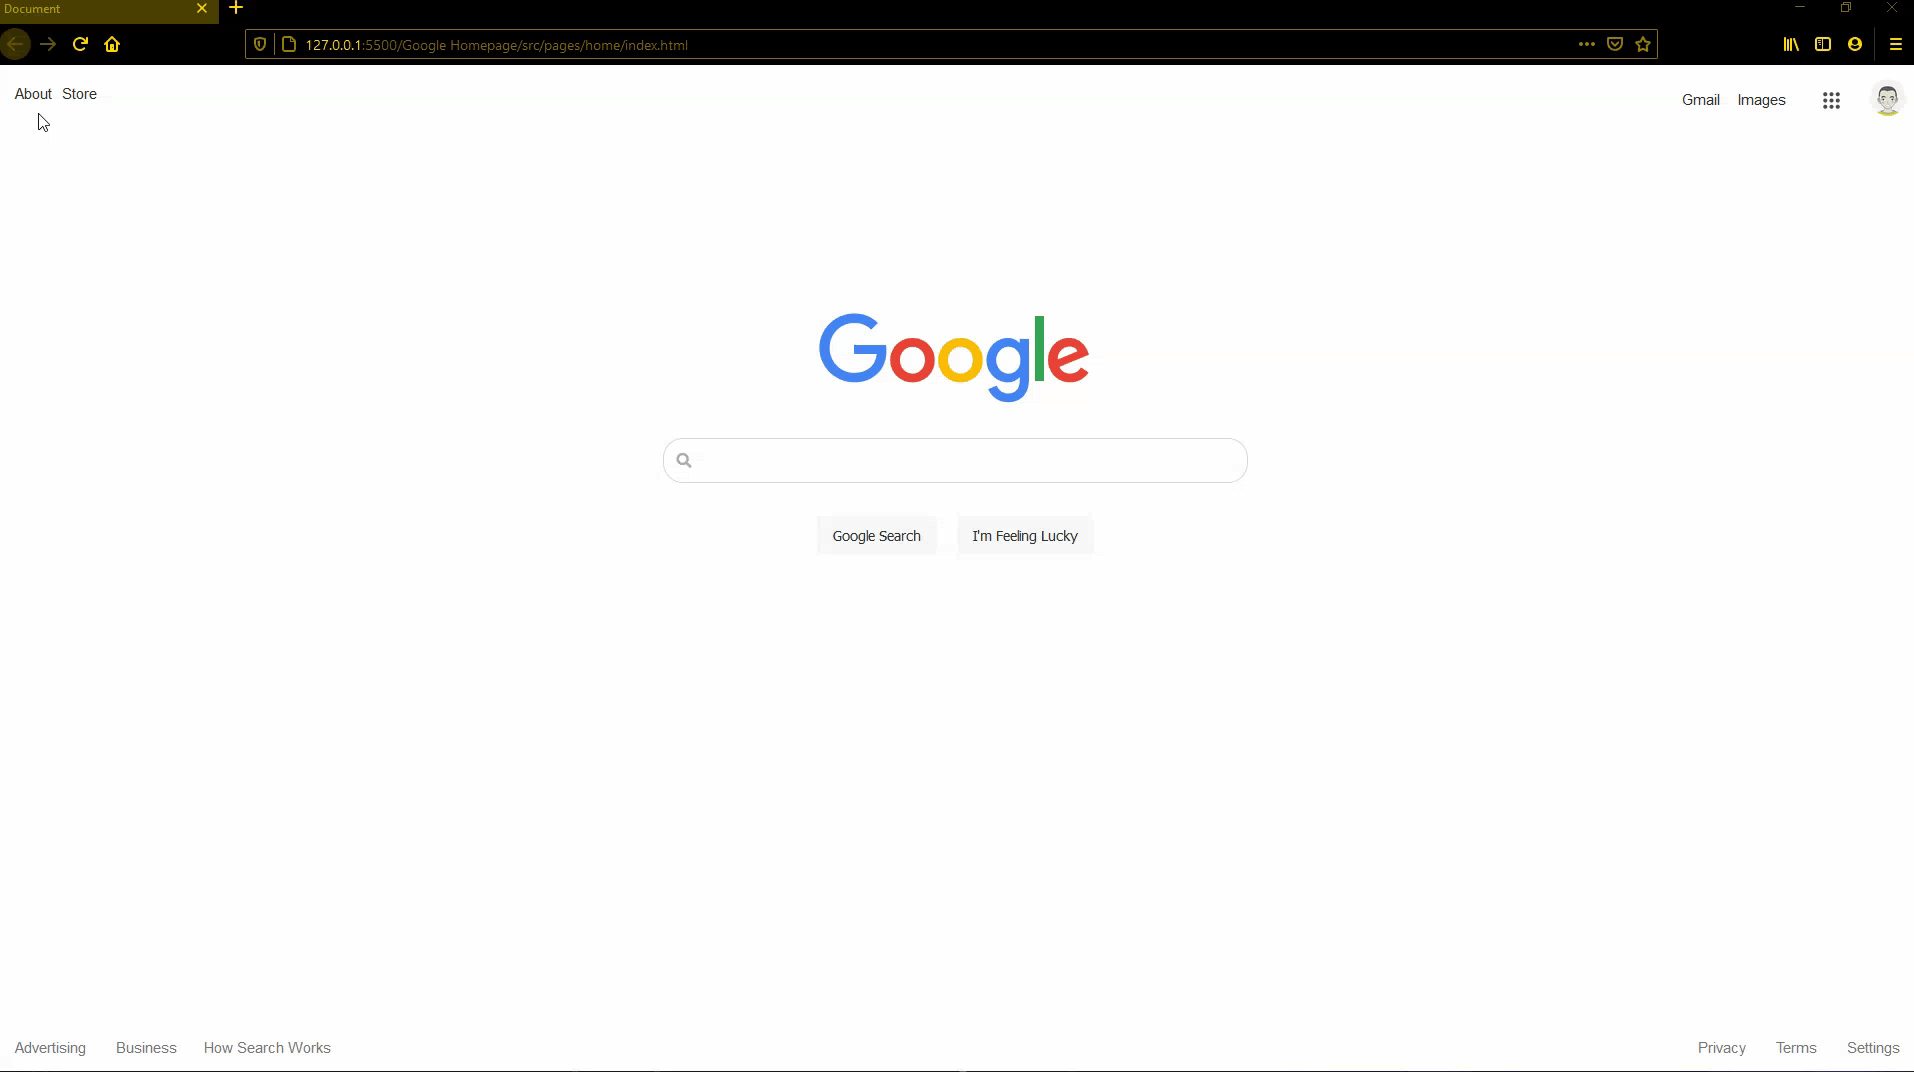 Document
127.0.0.1:5500/Google Homepage/src/pages/home/index.html
About Store
Gmail Images
Google
Google Search I'm Feeling Lucky
Advertising Business How Search Works
Privacy Terms Settings